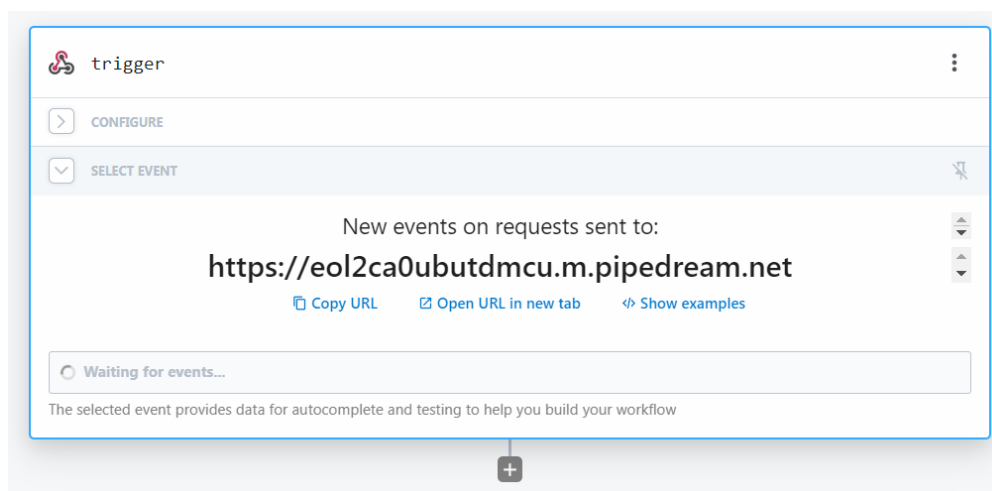 trigger
CONFIGURE
SELECT EVENT
New events on requests sent to:
https://eol2ca0ubutdmcu.m.pipedream.net
Copy URL Open URL in new tab </> Show examples
Waiting for events...
The selected event provides data for autocomplete and testing to help you build your workflow